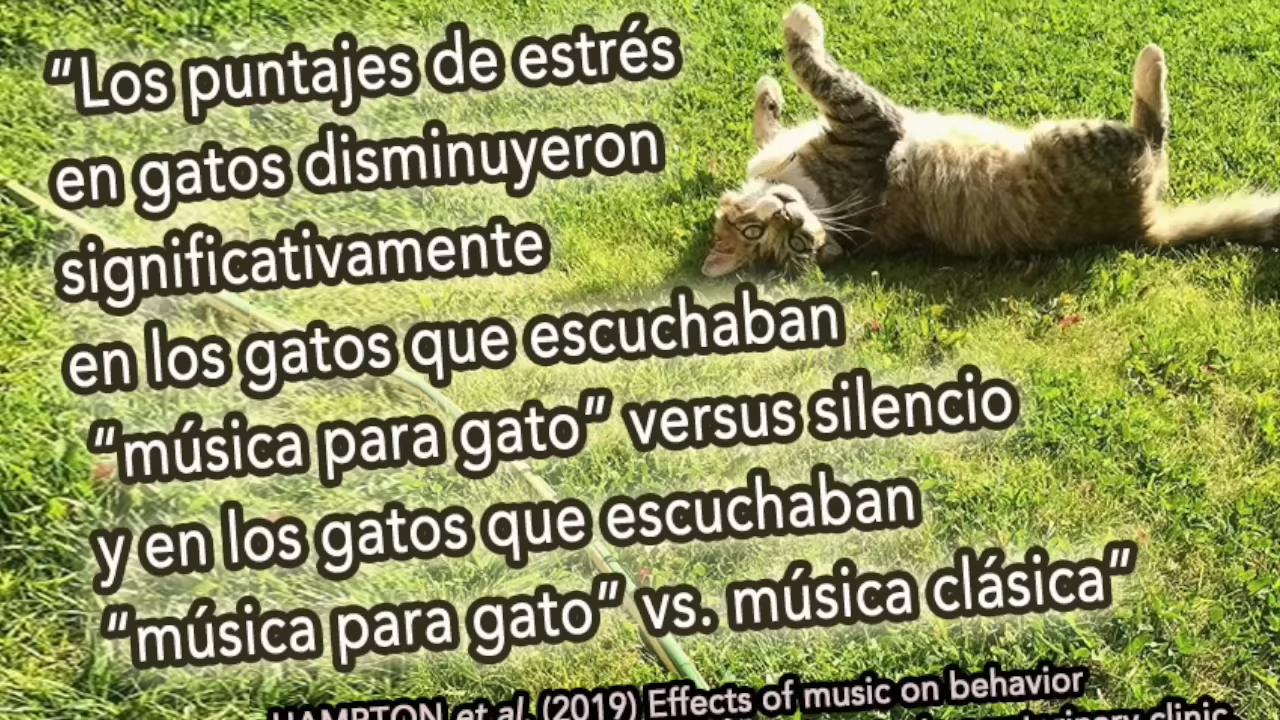 “Los puntajes de estrés
en gatos disminuyeron
significativamente
en los gatos que escuchaban
“música para gato” versus silencio
y en los gatos que escuchaban
“música para gato” vs. música clásica”
HAMPTON et al. (2019) Effects of music on behavior
veterinary clinic